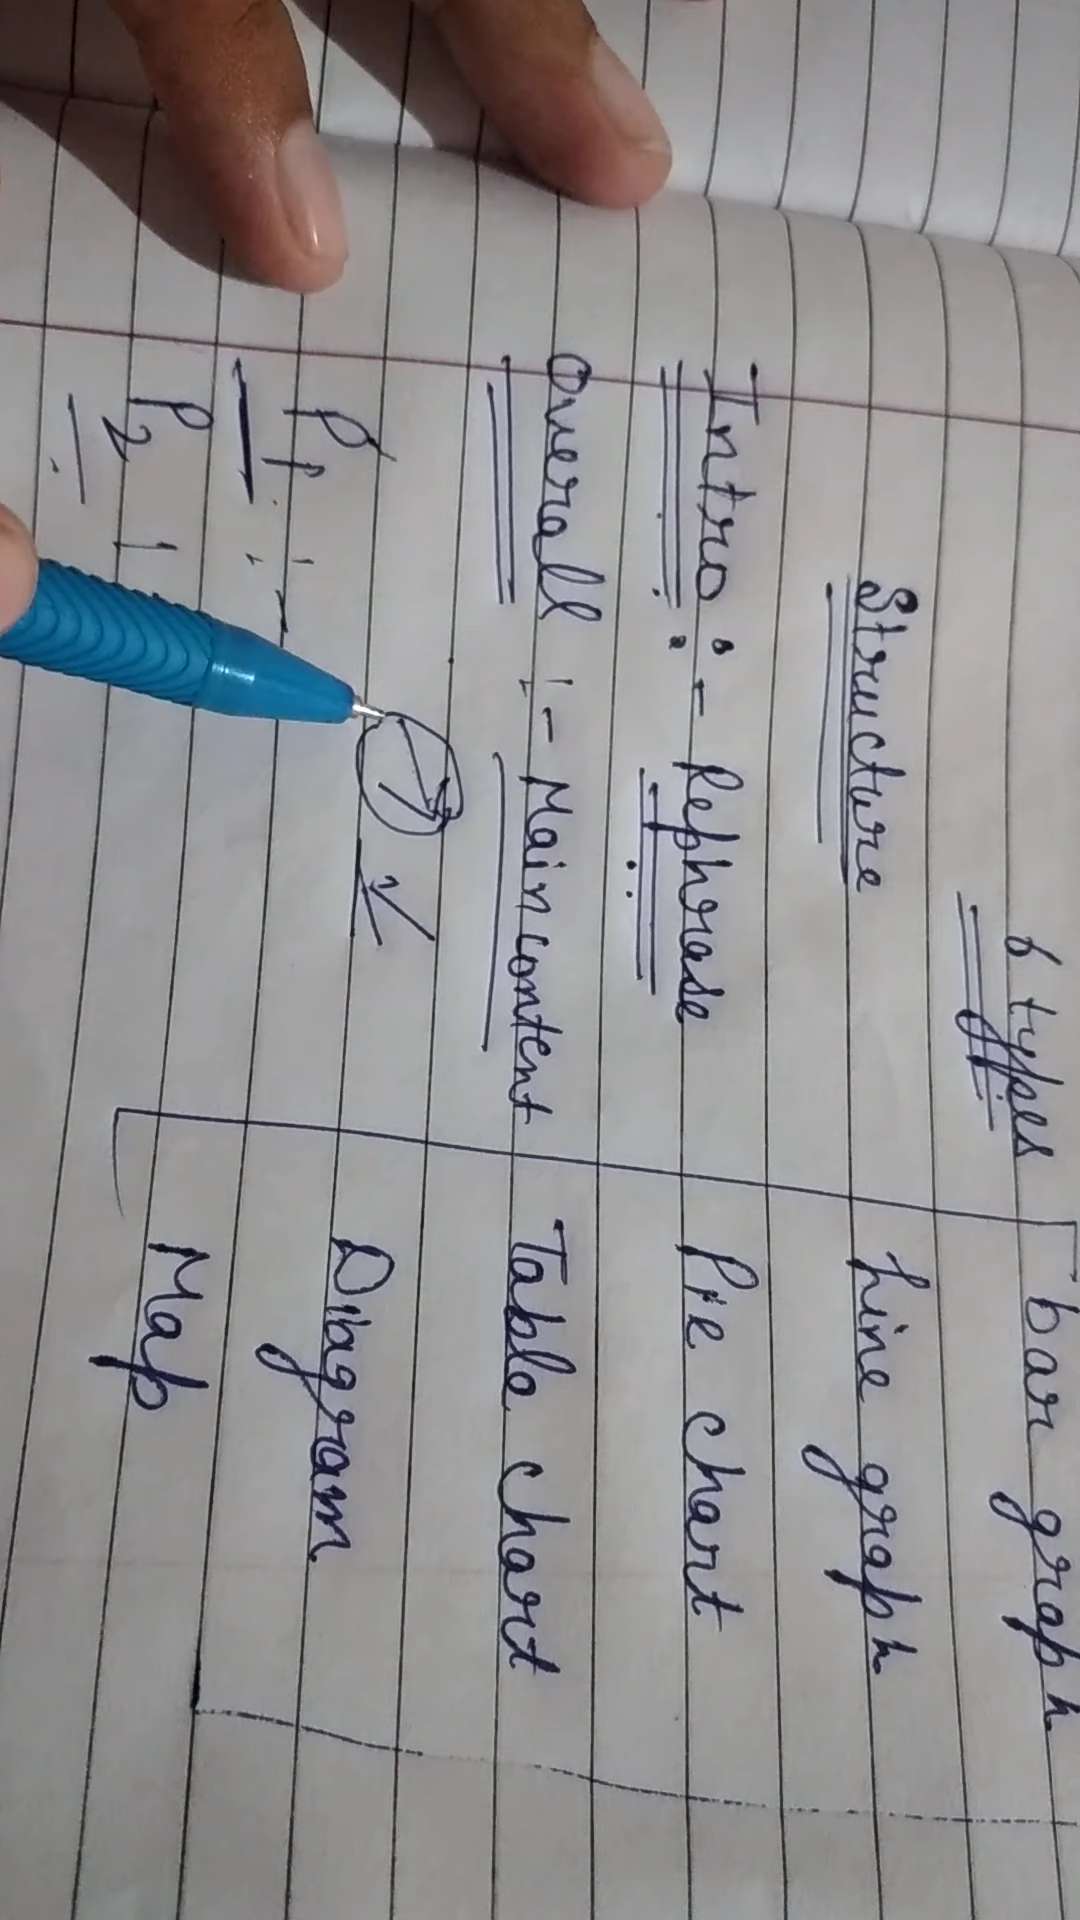 6 types
Structure
Intro :- Rephrase
Overall :- Main content
P1 :-
P2 :
bar graph
Line graph
Pie chart
Table chart
Diagram
Map